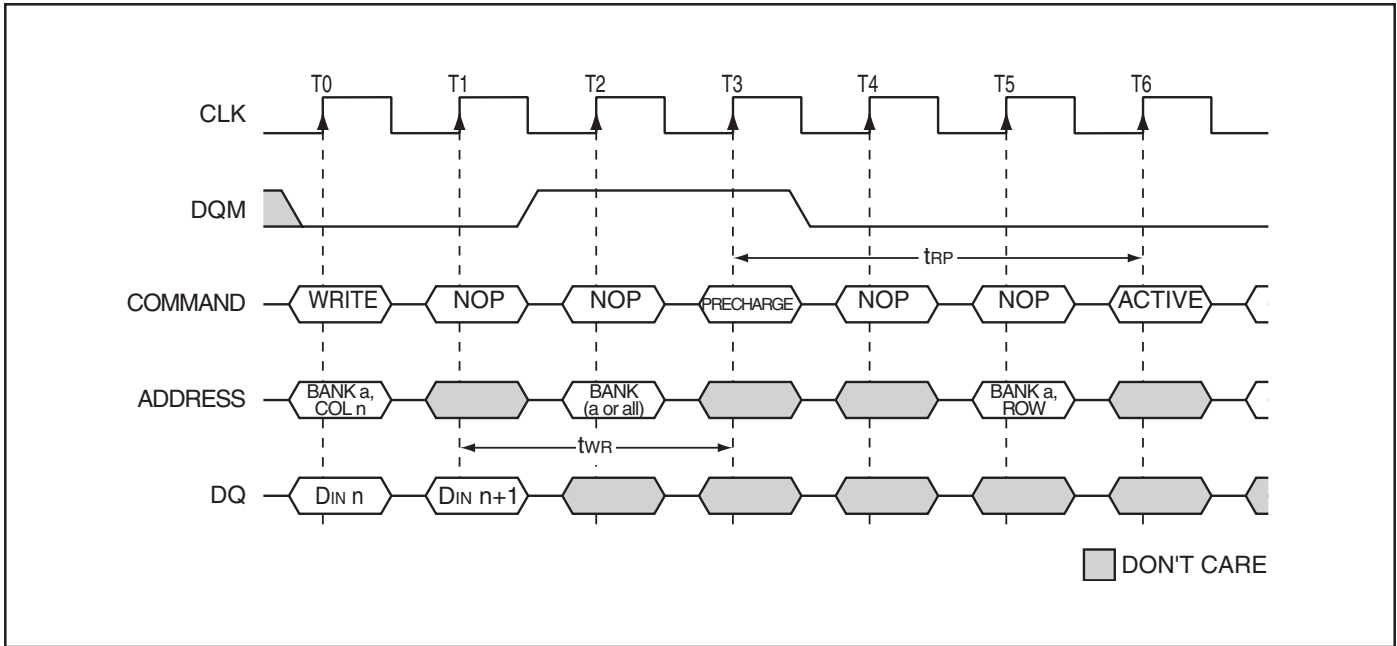 T0 T1 T2 T3 T4 T5 T6
CLK
DQM
tRP
COMMAND WRITE NOP NOP PRECHARGE NOP NOP ACTIVE
ADDRESS BANK a, COL n BANK (a or all) BANK a, ROW
tWR
DQ DIN n DIN n+1
DON'T CARE